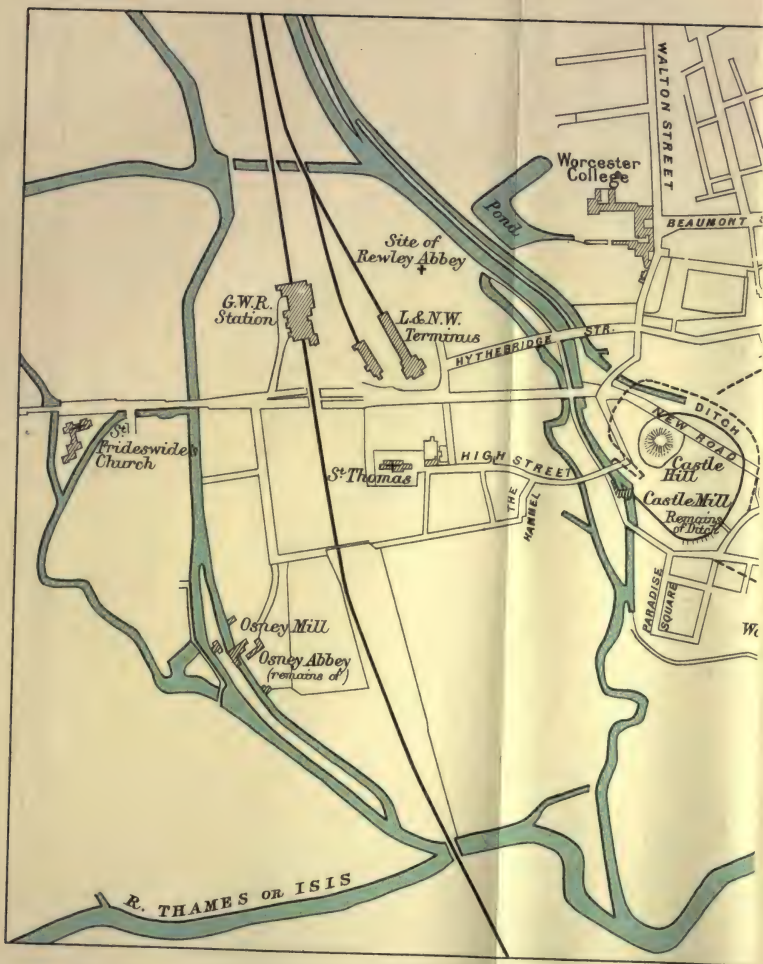 WALTON STREET
Worcester
College
Pond
BEAUMONT
Site of
Rewley Abbey
G.W.R.
Station
L.&N.W.
Terminus
HYTHEBRIDGE STR.
DITCH
NEW ROAD
St
Frideswide's
Church
St Thomas
HIGH STREET
THE
HAMMEL
Castle
Hill
Castle Mill
Remains
of Ditch
PARADISE
SQUARE
Osney Mill
Osney Abbey
(remains of)
R. THAMES OR ISIS